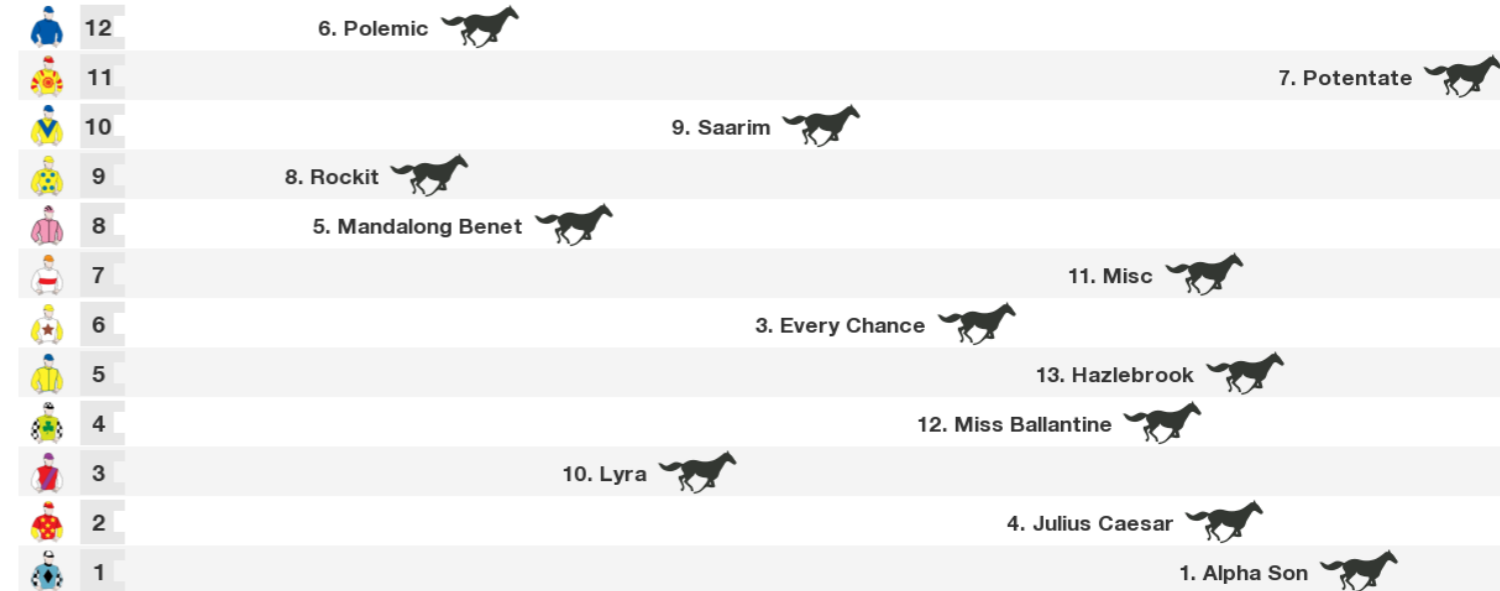 12 6. Polemic
11 7. Potentate
10 9. Saarim
9 8. Rockit
8 5. Mandalong Benet
7 11. Misc
6 3. Every Chance
5 13. Hazlebrook
4 12. Miss Ballantine
3 10. Lyra
2 4. Julius Caesar
1 1. Alpha Son